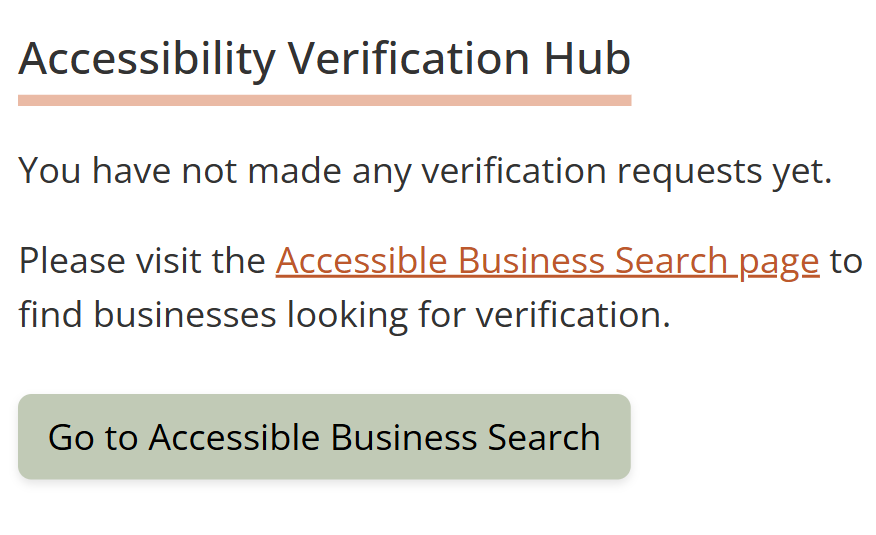 Accessibility Verification Hub
You have not made any verification requests yet.
Please visit the Accessible Business Search page to
find businesses looking for verification.
Go to Accessible Business Search